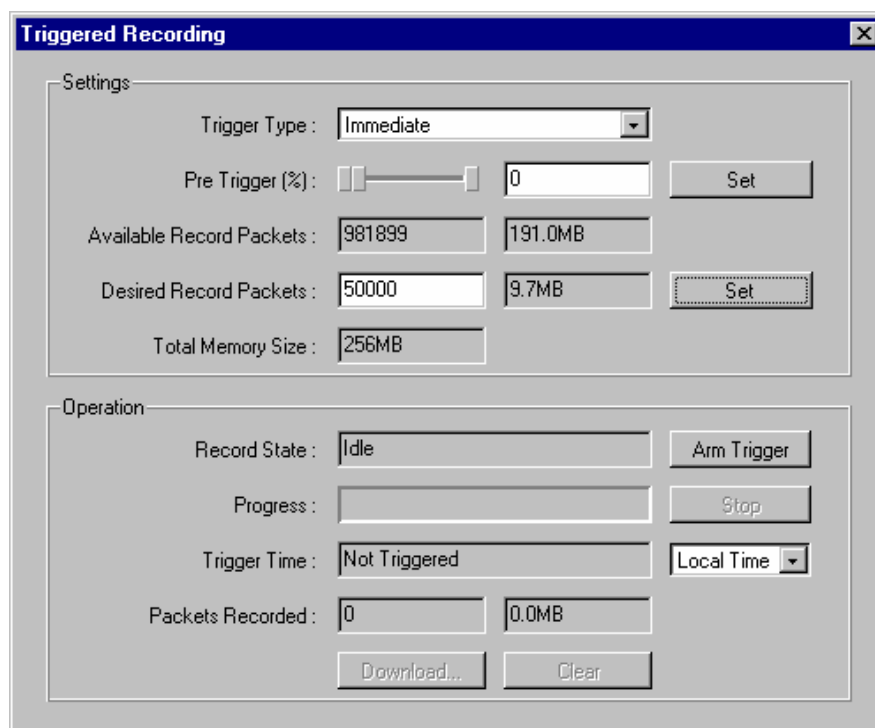 Triggered Recording
Settings
Trigger Type : Immediate
Pre Trigger (%) : 0 Set
Available Record Packets : 981899 191.0MB
Desired Record Packets : 50000 9.7MB Set
Total Memory Size : 256MB
Operation
Record State : Idle Arm Trigger
Progress : Stop
Trigger Time : Not Triggered Local Time
Packets Recorded : 0 0.0MB
Download... Clear